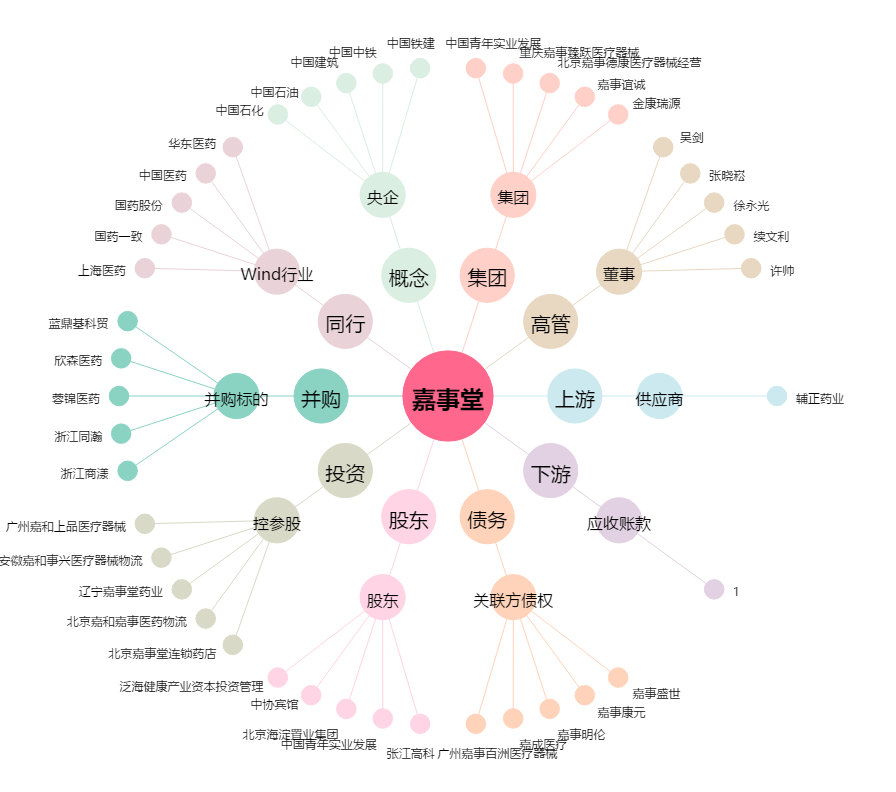 中国铁建
中国青年实业发展
中国中铁
重庆嘉事臻跃医疗器械
中国建筑
北京嘉事德康医疗器械经营
中国石油
嘉事谊诚
中国石化
金康瑞源
华东医药
吴剑
中国医药
张晓崧
国药股份
徐永光
国药一致
续文利
上海医药
许帅
央企
集团
Wind行业
概念
集团
董事
同行
高管
蓝鼎基科贸
欣森医药
蓉锦医药
浙江同瀚
浙江商漾
并购标的
并购
嘉事堂
上游
供应商
辅正药业
投资
下游
控参股
股东
债务
应收账款
广州嘉和上品医疗器械
安徽嘉和事兴医疗器械物流
辽宁嘉事堂药业
1
北京嘉和嘉事医药物流
北京嘉事堂连锁药店
股东
关联方债权
泛海健康产业资本投资管理
嘉事盛世
中协宾馆
嘉事康元
北京海淀置业集团
嘉事明伦
中国青年实业发展
嘉成医疗
张江高科
广州嘉事百洲医疗器械